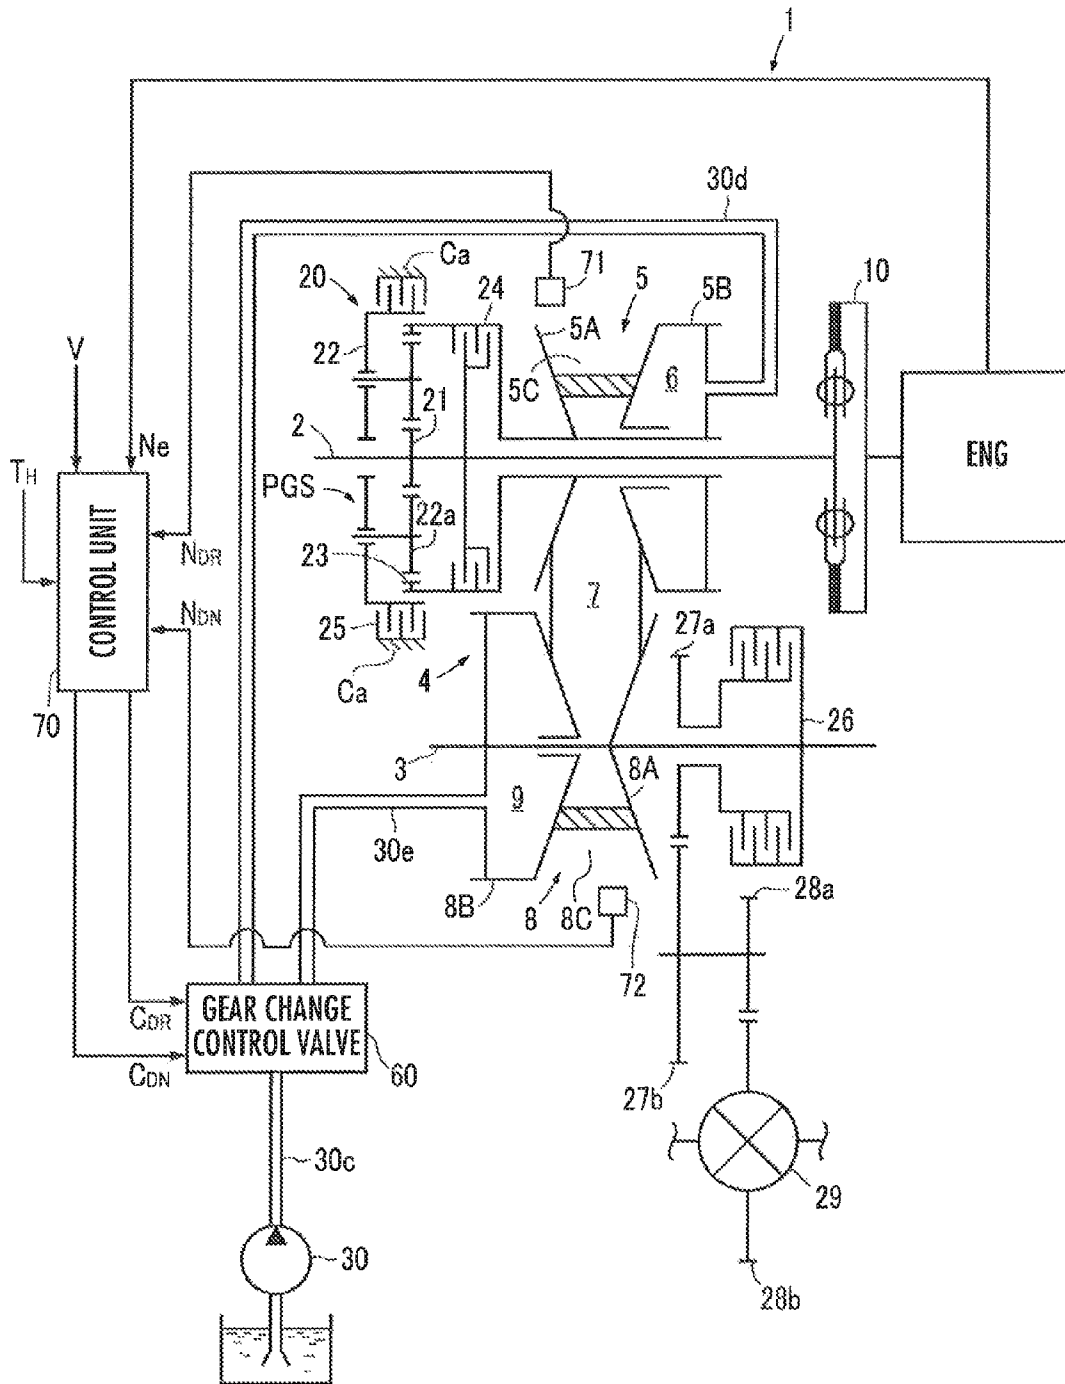 1
30d
Ca
71
10
20
24
5
5B
5A
22
V
5C
6
21
2
Ne
ENG
TH
PGS
22a
CONTROL UNIT
NDR
23
7
NDN
25
27a
4
Ca
70
26
3
8A
9
30e
28a
8B
8
8C
72
CDR
GEAR CHANGE
CONTROL VALVE
CDN
60
27b
30c
29
30
28b